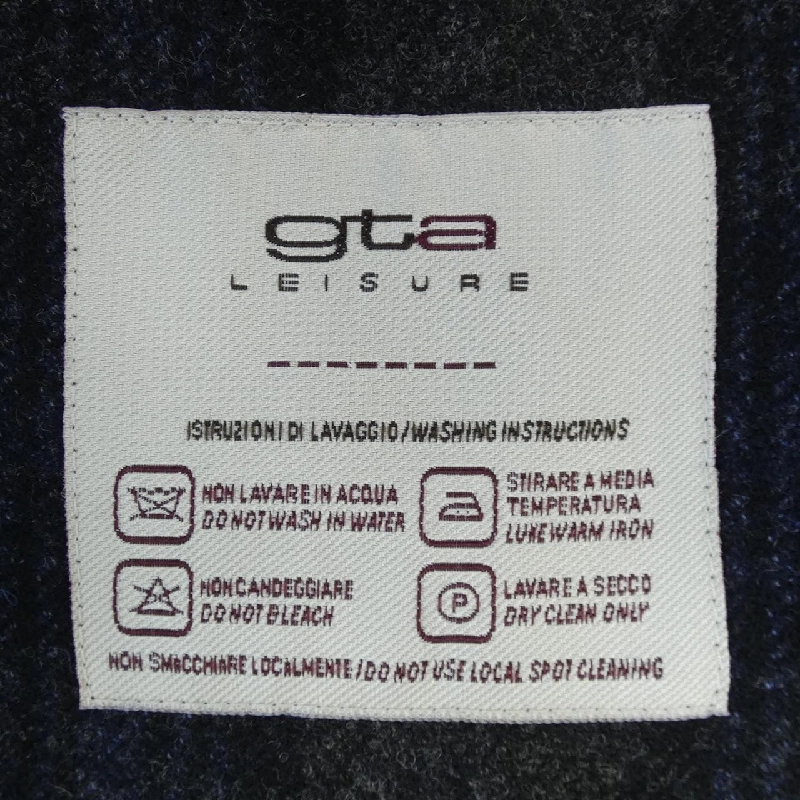 gta
LEISURE
ISTRUZIONI DI LAVAGGIO/WASHING INSTRUCTIONS
NON LAVARE IN ACQUA
DO NOT WASH IN WATER
STIRARE A MEDIA
TEMPERATURA
LUKEWARM IRON
NON CANDEGGIARE
DO NOT BLEACH
P
LAVARE A SECCO
DRY CLEAN ONLY
NON SMACCHIARE LOCALMENTE/DO NOT USE LOCAL SPOT CLEANING